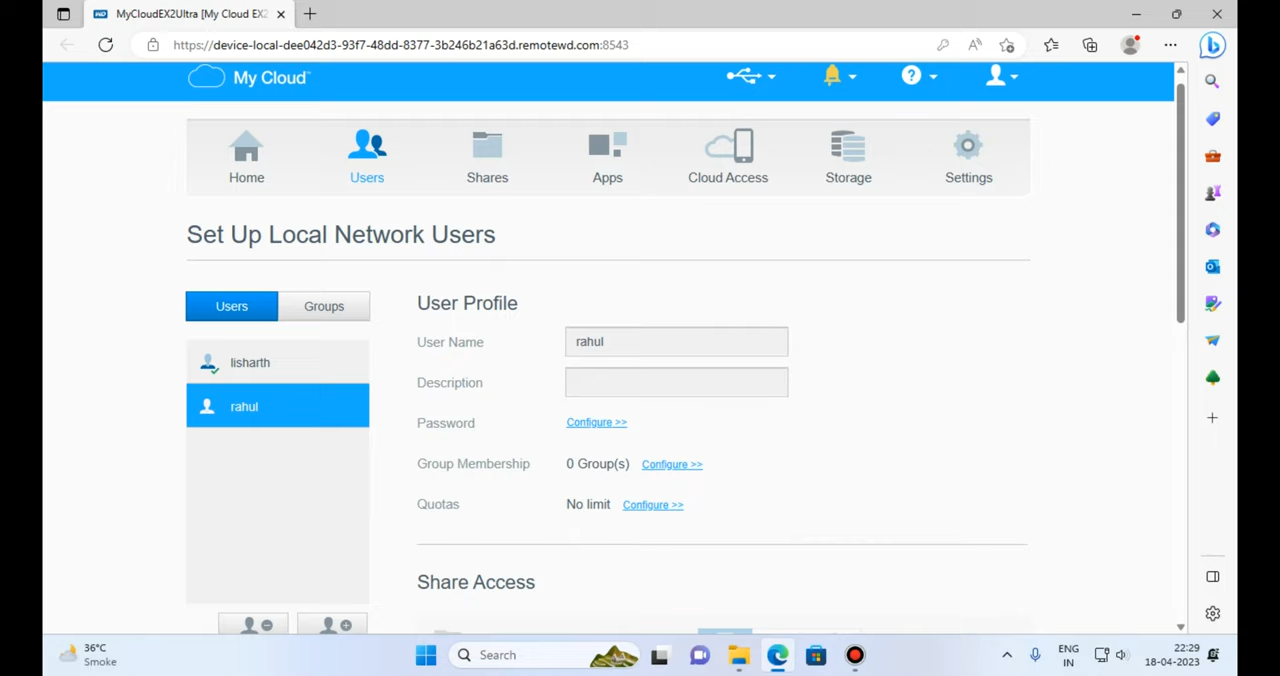 MyCloudEX2Ultra [My Cloud EX2
https://device-local-dee042d3-93f7-48dd-8377-3b246b21a63d.remotewd.com:8543
My Cloud™
Home
Users
Shares
Apps
Cloud Access
Storage
Settings
Set Up Local Network Users
Users
Groups
User Profile
lisharth
rahul
User Name
rahul
Description
Password
Configure >>
Group Membership
0 Group(s)
Configure >>
Quotas
No limit
Configure >>
Share Access
36°C
Smoke
Search
ENG
IN
22:29
18-04-2023